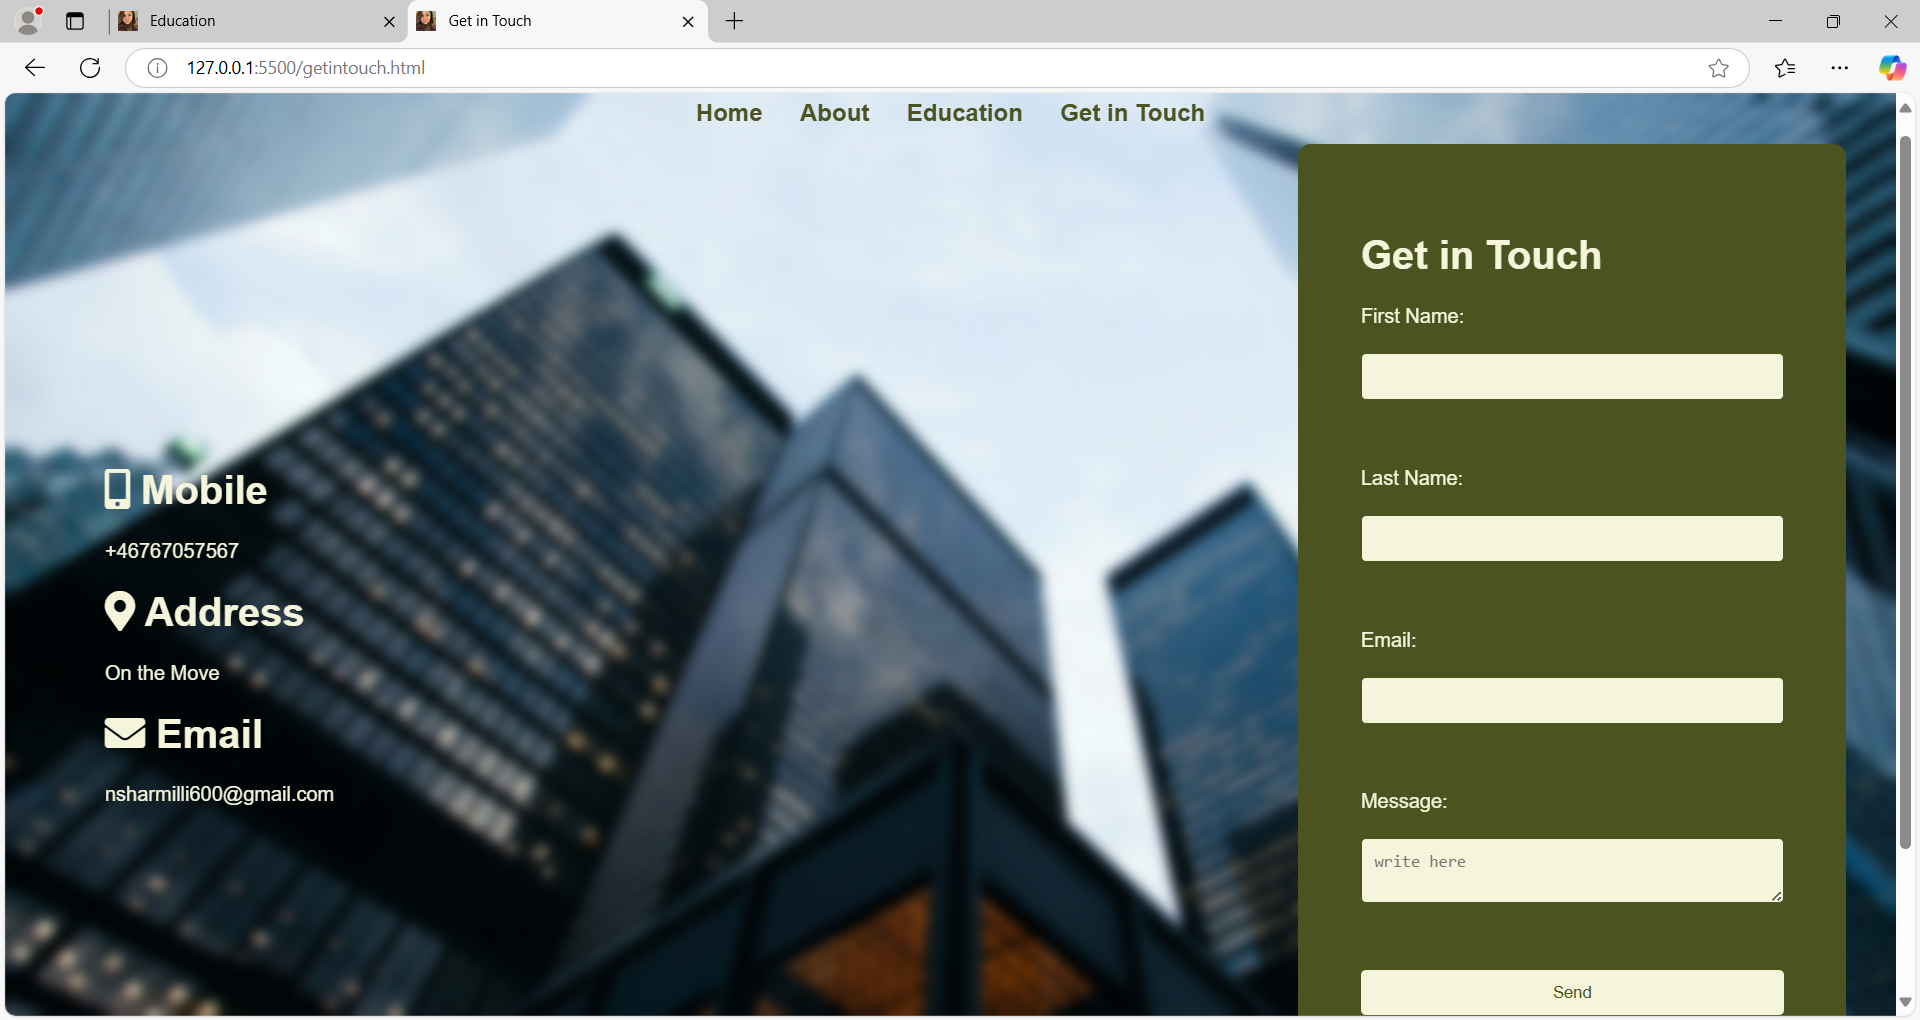 Education
Get in Touch
127.0.0.1:5500/getintouch.html
Home About Education Get in Touch
Mobile
+46767057567
Address
On the Move
Email
nsharmilli600@gmail.com
Get in Touch
First Name:
Last Name:
Email:
Message:
write here
Send